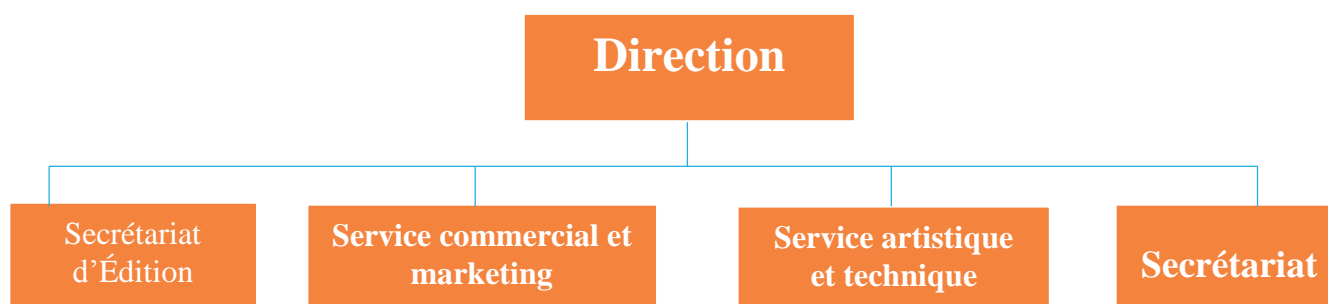 Direction
Secrétariat
d’Édition
Service commercial et
marketing
Service artistique
et technique
Secrétariat